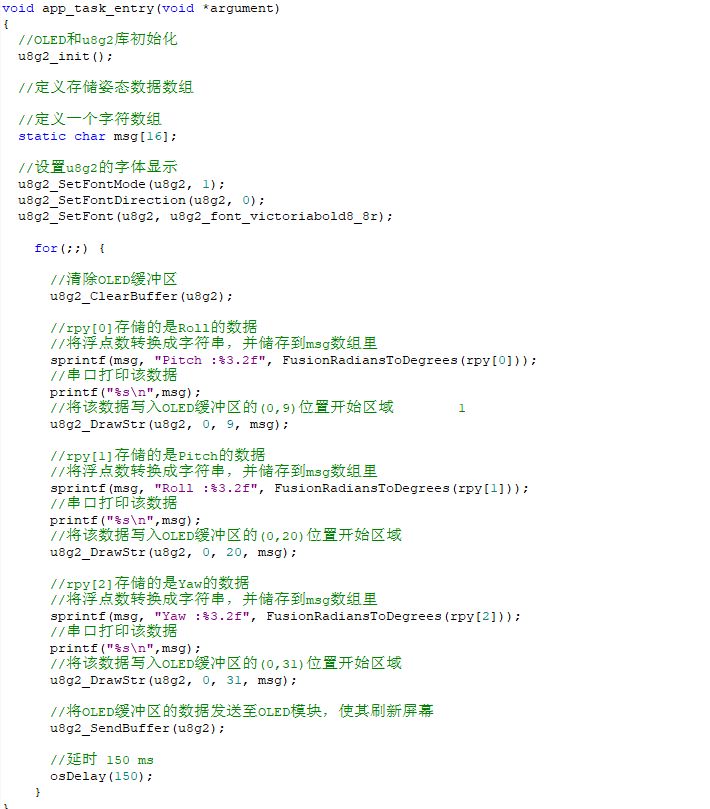 void app_task_entry(void *argument)
{
//OLED和u8g2库初始化
u8g2_init();
//定义存储姿态数据数组
//定义一个字符数组
static char msg[16];
//设置u8g2的字体显示
u8g2_SetFontMode(u8g2, 1);
u8g2_SetFontDirection(u8g2, 0);
u8g2_SetFont(u8g2, u8g2_font_victoriabold8_8r);
for(;;) {
//清除OLED缓冲区
u8g2_ClearBuffer(u8g2);
//rpy[0]存储的是Roll的数据
//将浮点数转换成字符串，并储存到msg数组里
sprintf(msg, "Pitch :%3.2f", FusionRadiansToDegrees(rpy[0]));
//串口打印该数据
printf("%s\n",msg);
//将该数据写入OLED缓冲区的(0,9)位置开始区域 1
u8g2_DrawStr(u8g2, 0, 9, msg);
//rpy[1]存储的是Pitch的数据
//将浮点数转换成字符串，并储存到msg数组里
sprintf(msg, "Roll :%3.2f", FusionRadiansToDegrees(rpy[1]));
//串口打印该数据
printf("%s\n",msg);
//将该数据写入OLED缓冲区的(0,20)位置开始区域
u8g2_DrawStr(u8g2, 0, 20, msg);
//rpy[2]存储的是Yaw的数据
//将浮点数转换成字符串，并储存到msg数组里
sprintf(msg, "Yaw :%3.2f", FusionRadiansToDegrees(rpy[2]));
//串口打印该数据
printf("%s\n",msg);
//将该数据写入OLED缓冲区的(0,31)位置开始区域
u8g2_DrawStr(u8g2, 0, 31, msg);
//将OLED缓冲区的数据发送至OLED模块，使其刷新屏幕
u8g2_SendBuffer(u8g2);
//延时 150 ms
osDelay(150);
}
}